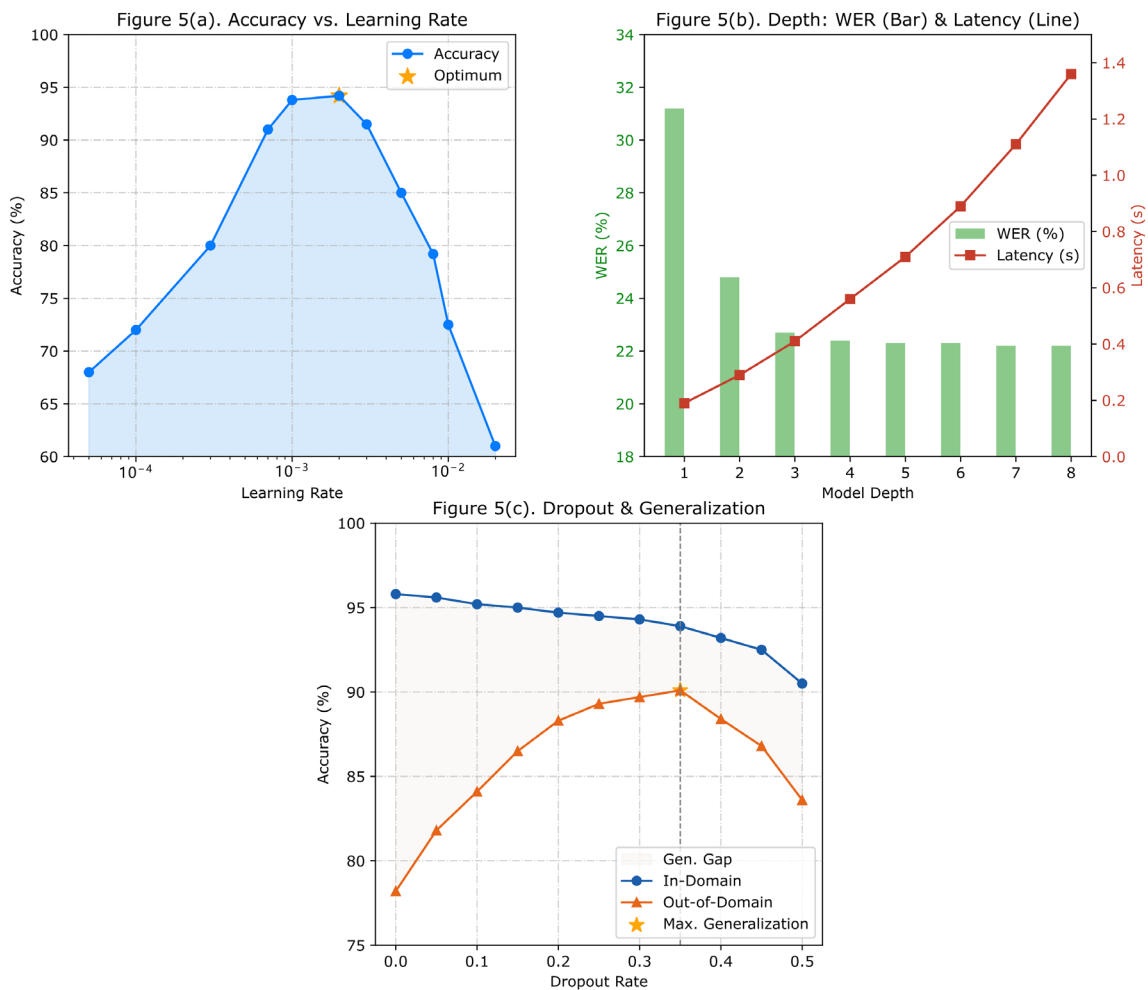 Figure 5(a). Accuracy vs. Learning Rate
100
95
90
85
80
75
70
65
60
Accuracy (%)
Accuracy
Optimum
10⁻⁴
10⁻³
10⁻²
Learning Rate
Figure 5(b). Depth: WER (Bar) & Latency (Line)
34
32
30
28
26
24
22
20
18
WER (%)
WER (%)
Latency (s)
1.4
1.2
1.0
0.8
0.6
0.4
0.2
0.0
Latency (s)
1 2 3 4 5 6 7 8
Model Depth
Figure 5(c). Dropout & Generalization
100
95
90
85
80
75
Accuracy (%)
Gen. Gap
In-Domain
Out-of-Domain
Max. Generalization
0.0 0.1 0.2 0.3 0.4 0.5
Dropout Rate